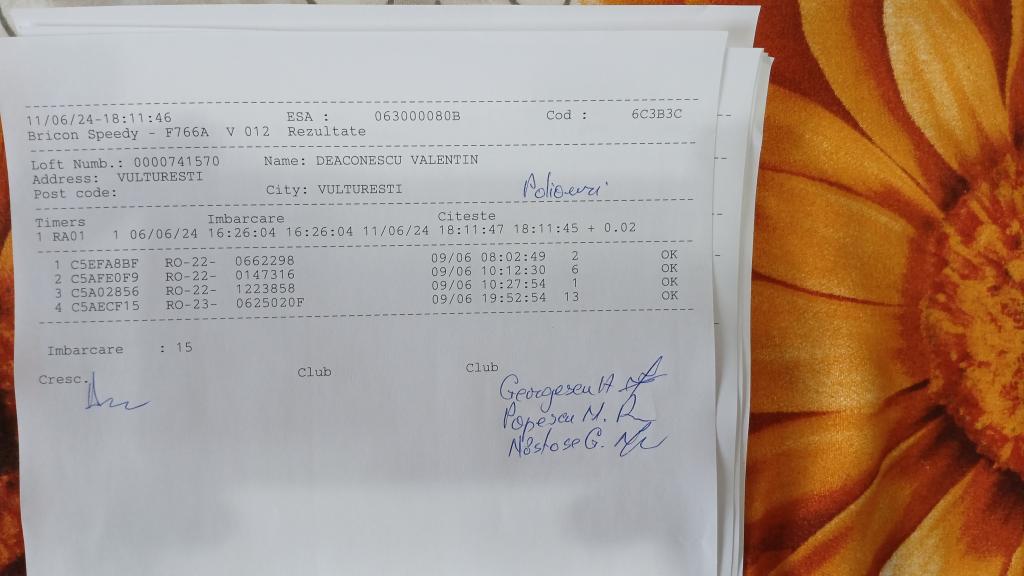 11/06/24-18:11:46 ESA : 063000080B Cod : 6C3B3C
Bricon Speedy - F766A V 012 Rezultate
Loft Numb.: 0000741570 Name: DEACONESCU VALENTIN
Address: VULTURESTI
Post code: City: VULTURESTI
Timers Imbarcare Citeste
1 RA01 1 06/06/24 16:26:04 16:26:04 11/06/24 18:11:47 18:11:45 + 0.02
1 C5EFA8BF RO-22- 0662298 09/06 08:02:49 2 OK
2 C5AFE0F9 RO-22- 0147316 09/06 10:12:30 6 OK
3 C5A02856 RO-22- 1223858 09/06 10:27:54 1 OK
4 C5AECF15 RO-23- 0625020F 09/06 19:52:54 13 OK
Imbarcare : 15
Cresc. Club Club
Georgescu
Popescu M.
G.